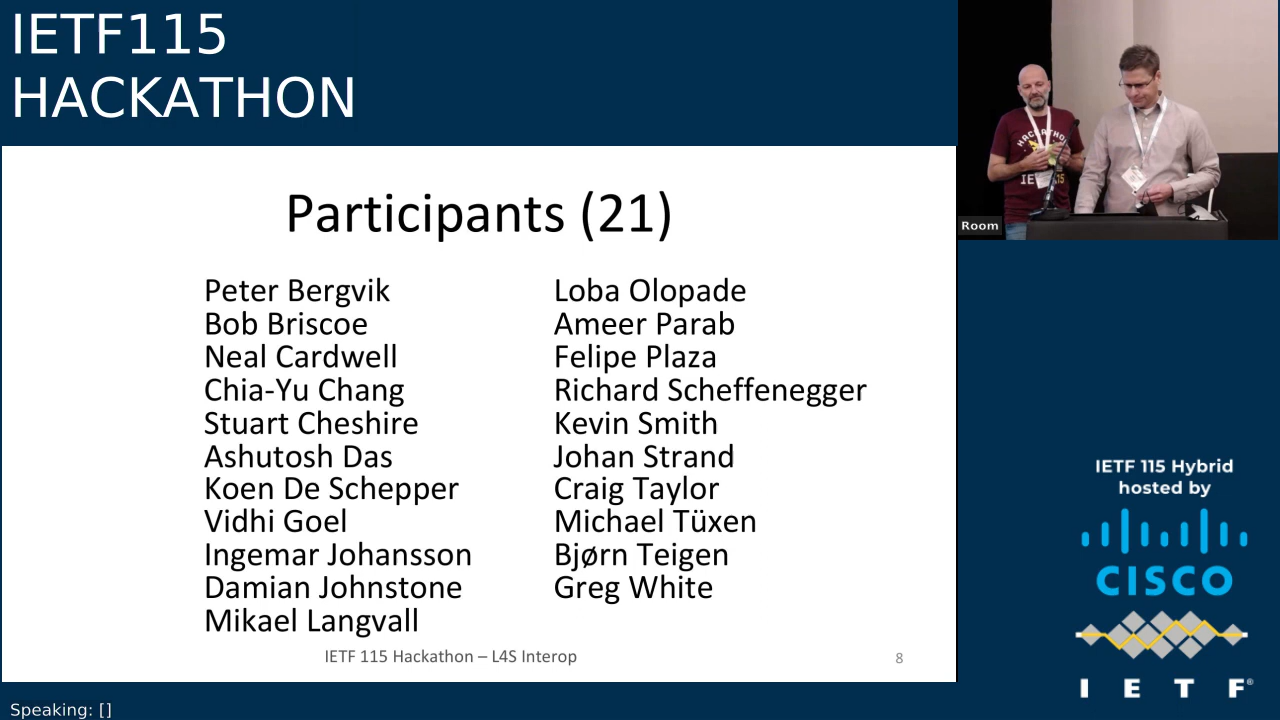 IETF115
HACKATHON
Participants (21)
Peter Bergvik
Bob Briscoe
Neal Cardwell
Chia-Yu Chang
Stuart Cheshire
Ashutosh Das
Koen De Schepper
Vidhi Goel
Ingemar Johansson
Damian Johnstone
Mikael Langvall
Loba Olopade
Ameer Parab
Felipe Plaza
Richard Scheffenegger
Kevin Smith
Johan Strand
Craig Taylor
Michael Tüxen
Bjørn Teigen
Greg White
IETF 115 Hackathon – L4S Interop
8
Room
IETF 115 Hybrid
hosted by
CISCO
I E T F®
Speaking: []